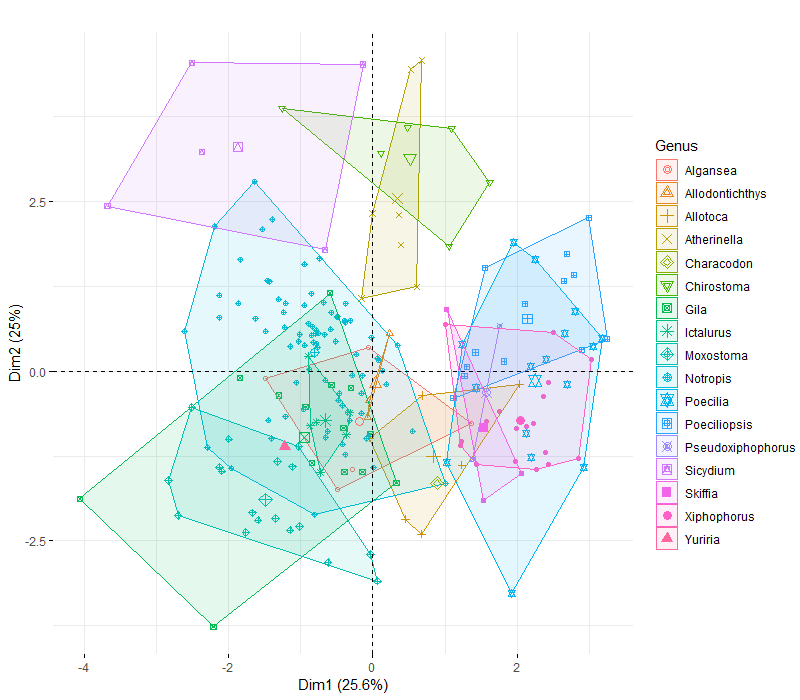 Dim2 (25%)
2.5
0.0
-2.5
-4
-2
0
2
Dim1 (25.6%)
Genus
Algansea
Allodontichthys
Allotoca
Atherinella
Characodon
Chirostoma
Gila
Ictalurus
Moxostoma
Notropis
Poecilia
Poeciliopsis
Pseudoxiphophorus
Sicydium
Skiffia
Xiphophorus
Yuriria